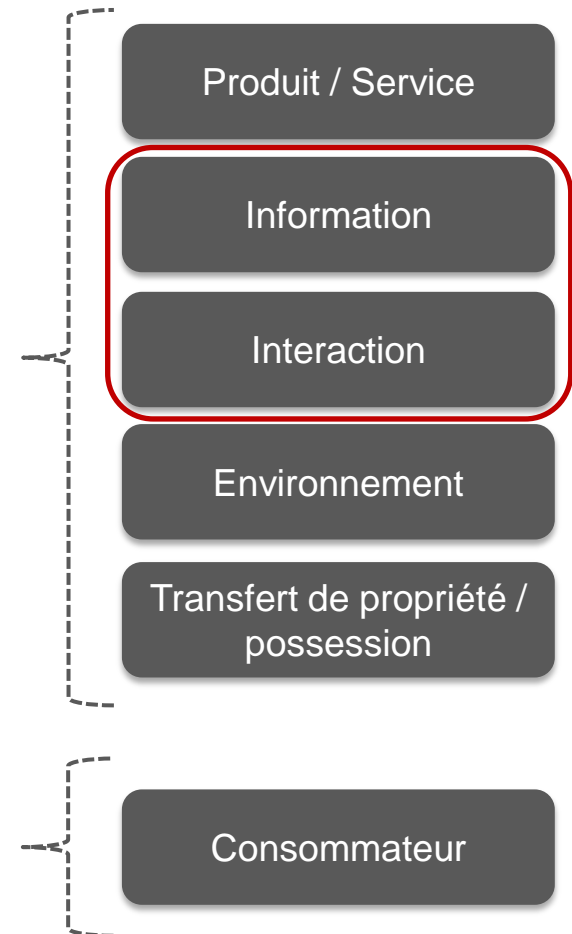 Produit / Service
Information
Interaction
Environnement
Transfert de propriété /
possession
Consommateur